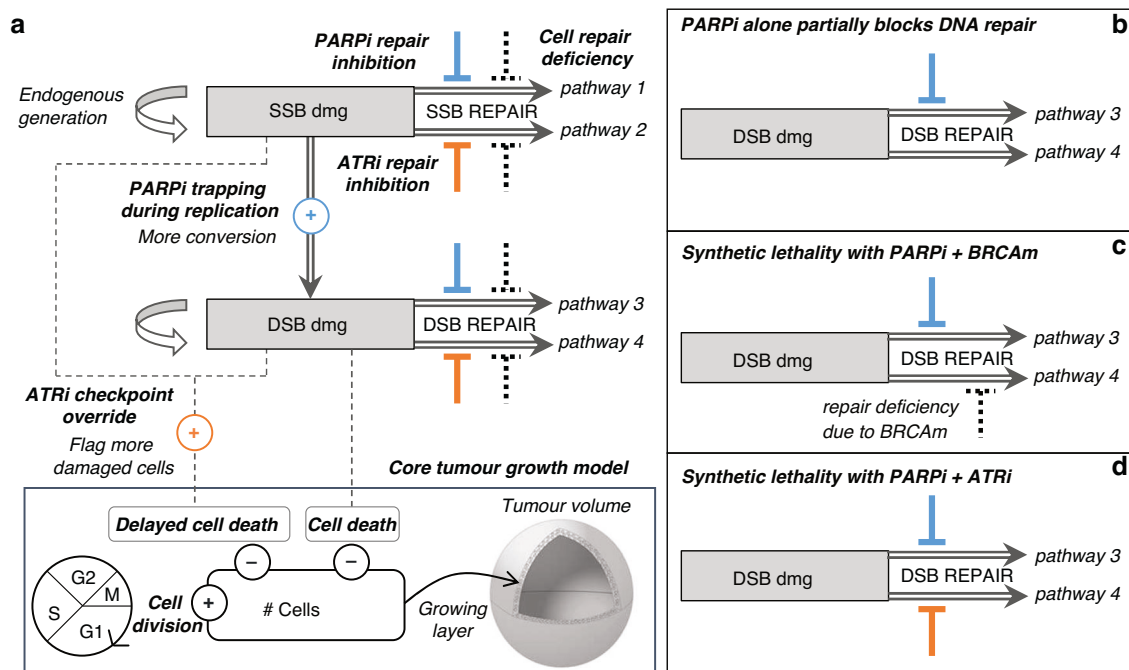 a
PARPi repair
inhibition
Cell repair
deficiency
Endogenous
generation
SSB dmg
SSB REPAIR
pathway 1
pathway 2
ATRi repair
inhibition
PARPi trapping
during replication
More conversion
+
DSB dmg
DSB REPAIR
pathway 3
pathway 4
ATRi checkpoint
override
Flag more
damaged cells
+
Core tumour growth model
Delayed cell death
Cell death
Tumour volume
G2
M
S
G1
Cell
division
+
−
−
# Cells
Growing
layer
PARPi alone partially blocks DNA repair
b
DSB dmg
DSB REPAIR
pathway 3
pathway 4
Synthetic lethality with PARPi + BRCAm
c
DSB dmg
DSB REPAIR
pathway 3
pathway 4
repair deficiency
due to BRCAm
Synthetic lethality with PARPi + ATRi
d
DSB dmg
DSB REPAIR
pathway 3
pathway 4